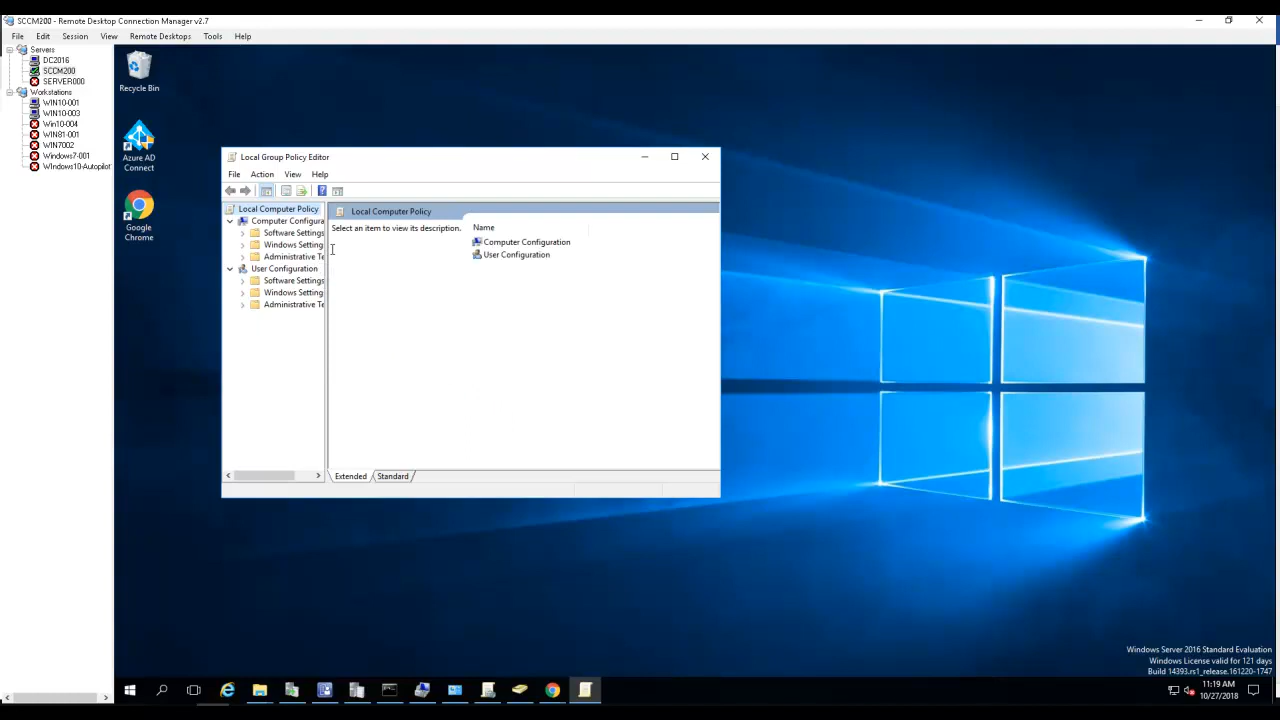 SCCM200 - Remote Desktop Connection Manager v2.7
File Edit Session View Remote Desktops Tools Help
Servers
DC2016
SCCM200
SERVER000
Workstations
WIN10-001
WIN10-003
Win10-004
WIN81-001
WIN7002
Windows7-001
WIndows10-Autopilot
Recycle Bin
Azure AD
Connect
Google
Chrome
Local Group Policy Editor
File Action View Help
Local Computer Policy
Computer Configura
Software Settings
Windows Setting
Administrative Te
User Configuration
Software Settings
Windows Setting
Administrative Te
Local Computer Policy
Select an item to view its description.
Name
Computer Configuration
User Configuration
Extended Standard
Windows Server 2016 Standard Evaluation
Windows License valid for 121 days
Build 14393.rs1_release.161220-1747
11:19 AM
10/27/2018